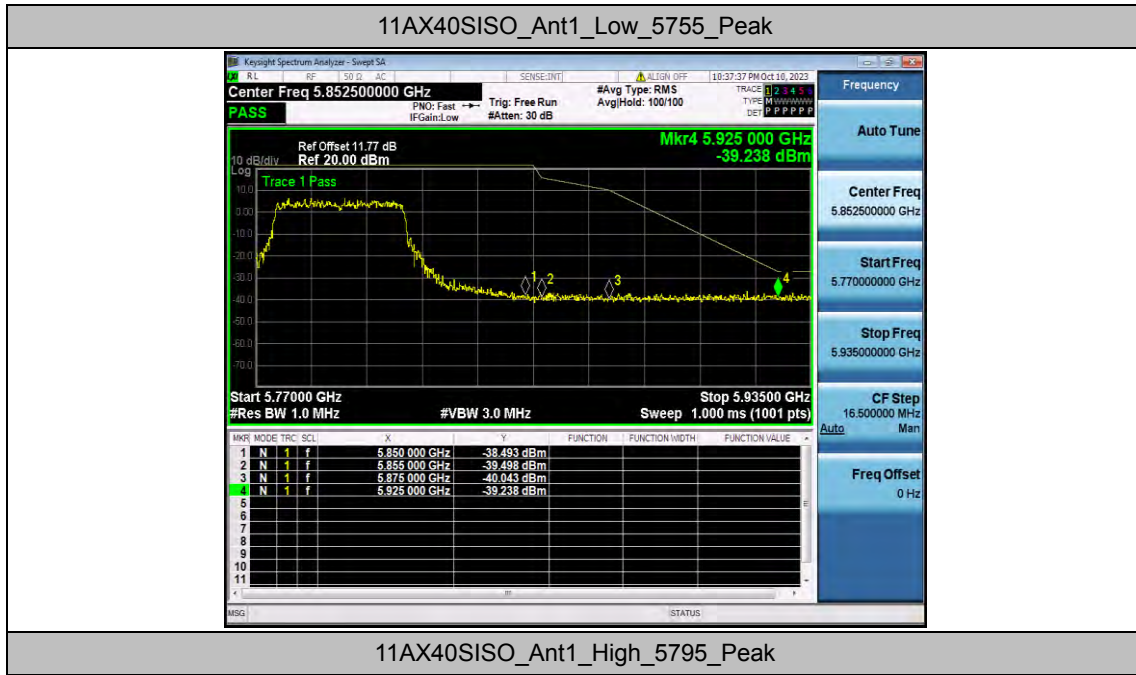 11AX40SISO_Ant1_Low_5755_Peak
Keysight Spectrum Analyzer - Swept SA
RL RF 50 Ω AC SENSE:INT ALIGN OFF 10:37:37 PM Oct 10, 2023
Center Freq 5.852500000 GHz
#Avg Type: RMS
TRACE 1 2 3 4 5 6
PASS
PNO: Fast
Trig: Free Run
Avg|Hold: 100/100
TYPE M WWWWW
IFGain:Low
#Atten: 30 dB
DET P P P P P P
Mkr4 5.925 000 GHz
-39.238 dBm
Ref Offset 11.77 dB
10 dB/div
Ref 20.00 dBm
Log
Trace 1 Pass
10.0
0.00
-10.0
-20.0
-30.0
-40.0
-50.0
-60.0
-70.0
1
2
3
4
Start 5.77000 GHz
Stop 5.93500 GHz
#Res BW 1.0 MHz
#VBW 3.0 MHz
Sweep 1.000 ms (1001 pts)
MKR MODE TRC SCL X Y FUNCTION FUNCTION WIDTH FUNCTION VALUE
1 N 1 f 5.850 000 GHz -38.493 dBm
2 N 1 f 5.855 000 GHz -39.498 dBm
3 N 1 f 5.875 000 GHz -40.043 dBm
4 N 1 f 5.925 000 GHz -39.238 dBm
5
6
7
8
9
10
11
MSG
STATUS
Frequency
Auto Tune
Center Freq
5.852500000 GHz
Start Freq
5.770000000 GHz
Stop Freq
5.935000000 GHz
CF Step
16.500000 MHz
Auto Man
Freq Offset
0 Hz
11AX40SISO_Ant1_High_5795_Peak